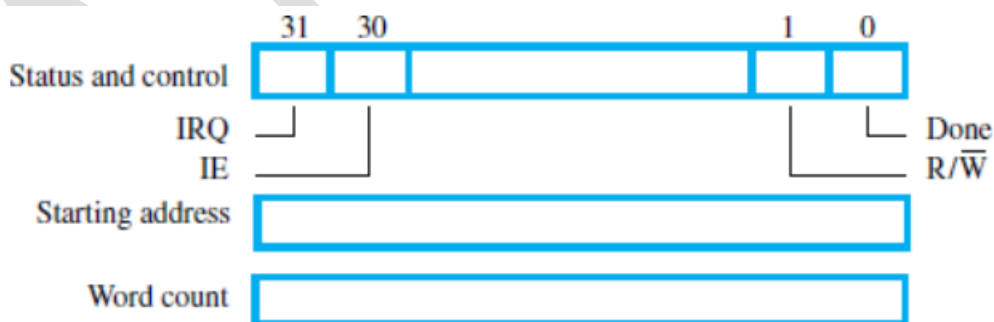 31 30 1 0
Status and control
IRQ Done
IE R/W̅
Starting address
Word count